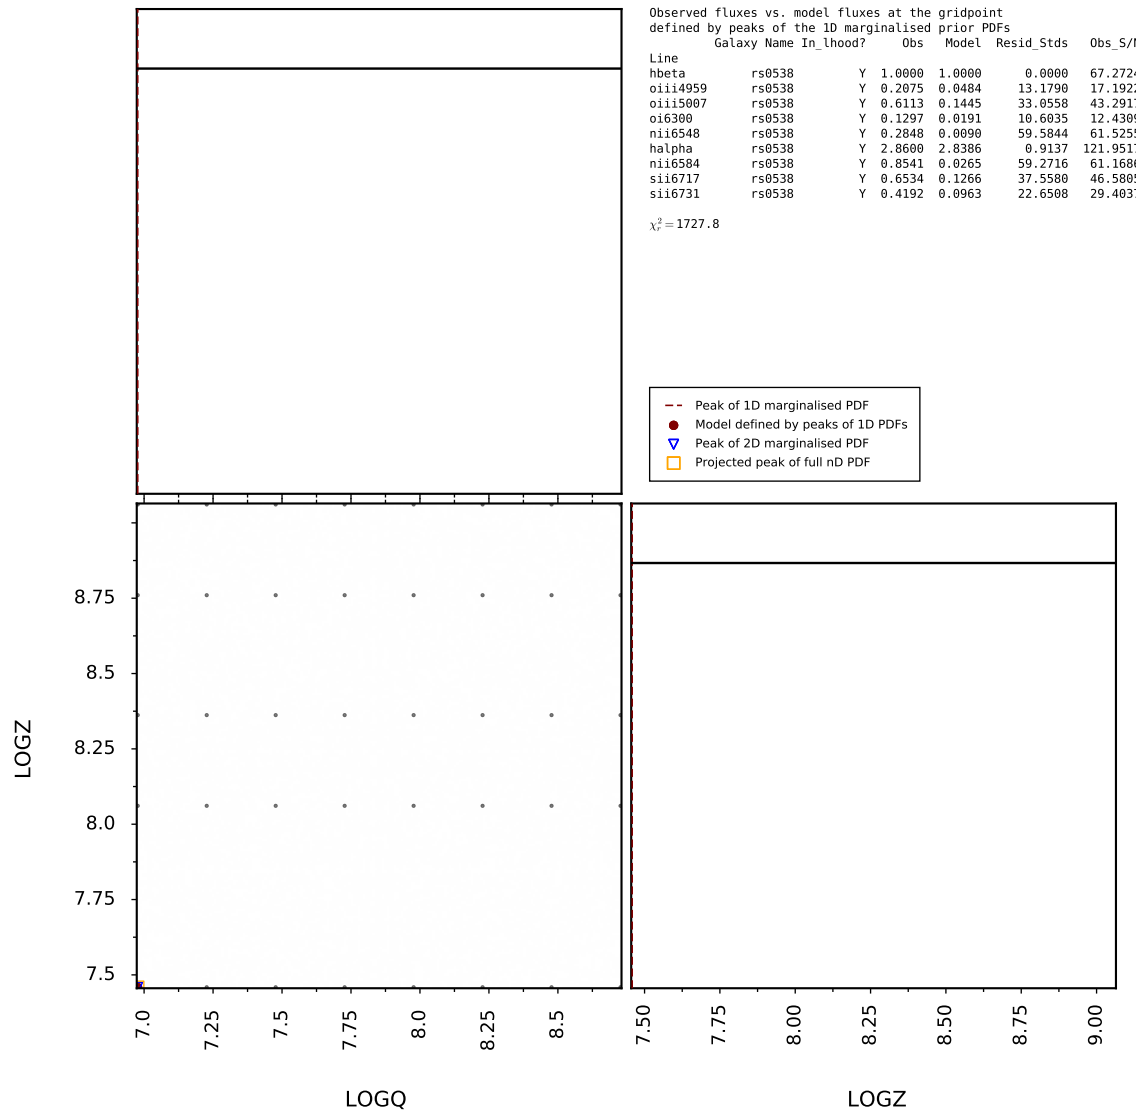 Observed fluxes vs. model fluxes at the gridpoint
defined by peaks of the 1D marginalised prior PDFs
Galaxy Name In_lhood? Obs Model Resid_Stds Obs_S/N
Line
hbeta rs0538 Y 1.0000 1.0000 0.0000 67.2724
oiii4959 rs0538 Y 0.2075 0.0484 13.1790 17.1922
oiii5007 rs0538 Y 0.6113 0.1445 33.0558 43.2917
oi6300 rs0538 Y 0.1297 0.0191 10.6035 12.4309
nii6548 rs0538 Y 0.2848 0.0090 59.5844 61.5255
halpha rs0538 Y 2.8600 2.8386 0.9137 121.9517
nii6584 rs0538 Y 0.8541 0.0265 59.2716 61.1686
sii6717 rs0538 Y 0.6534 0.1266 37.5580 46.5805
sii6731 rs0538 Y 0.4192 0.0963 22.6508 29.4037
χ²ᵣ = 1727.8
Peak of 1D marginalised PDF
Model defined by peaks of 1D PDFs
Peak of 2D marginalised PDF
Projected peak of full nD PDF
8.75
8.5
8.25
8.0
7.75
7.5
LOGZ
7.0 7.25 7.5 7.75 8.0 8.25 8.5
LOGQ
7.50 7.75 8.00 8.25 8.50 8.75 9.00
LOGZ